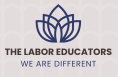 THE LABOR EDUCATORS
WE ARE DIFFERENT